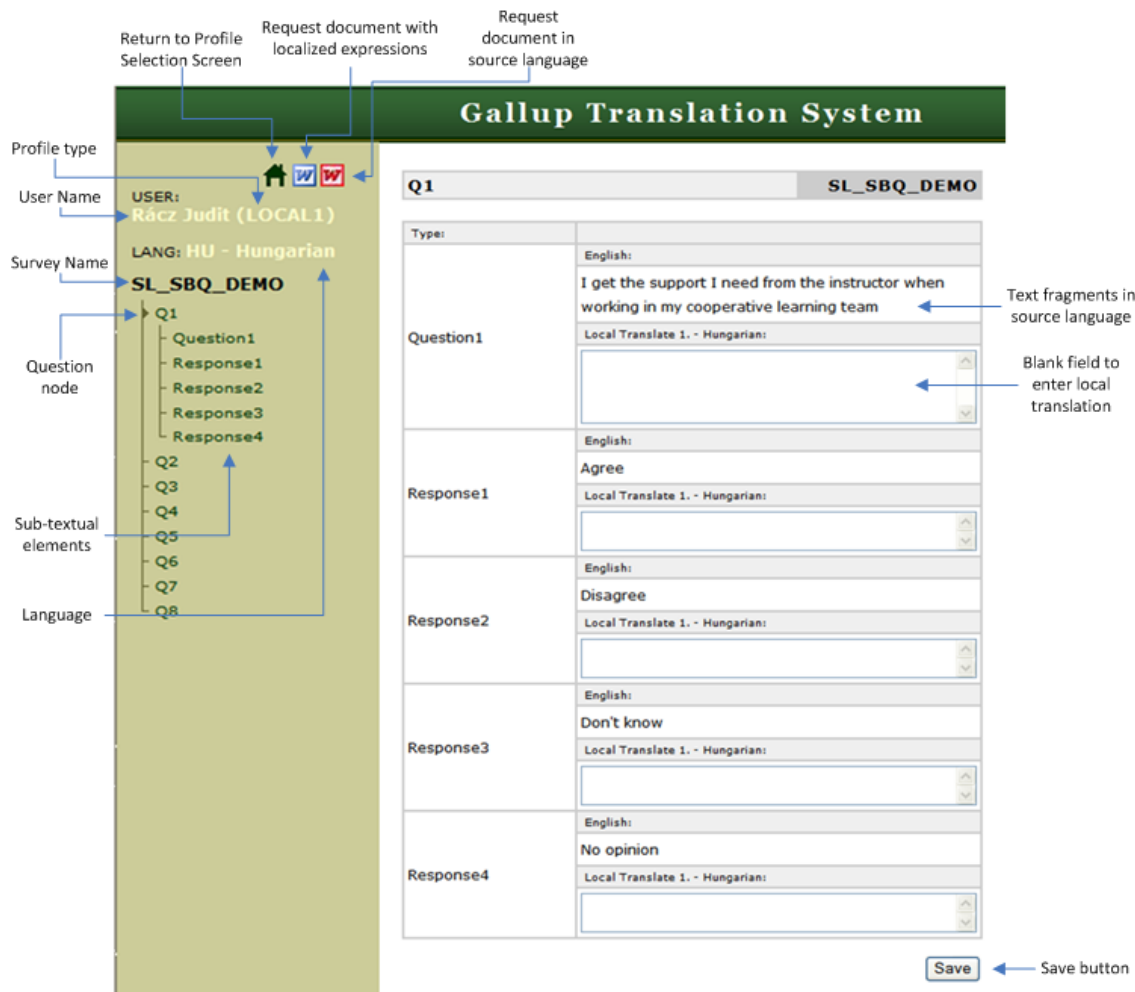 Return to Profile
Selection Screen
Request document with
localized expressions
Request
document in
source language
Gallup Translation System
Profile type
User Name
Survey Name
Question
node
Sub-textual
elements
Language
USER:
Rácz Judit (LOCAL1)
LANG: HU - Hungarian
SL_SBQ_DEMO
Q1
Question1
Response1
Response2
Response3
Response4
Q2
Q3
Q4
Q5
Q6
Q7
Q8
Q1 SL_SBQ_DEMO
Type:
Question1
English:
I get the support I need from the instructor when
working in my cooperative learning team
Local Translate 1. - Hungarian:
Response1
English:
Agree
Local Translate 1. - Hungarian:
Response2
English:
Disagree
Local Translate 1. - Hungarian:
Response3
English:
Don't know
Local Translate 1. - Hungarian:
Response4
English:
No opinion
Local Translate 1. - Hungarian:
Save
Text fragments in
source language
Blank field to
enter local
translation
Save button